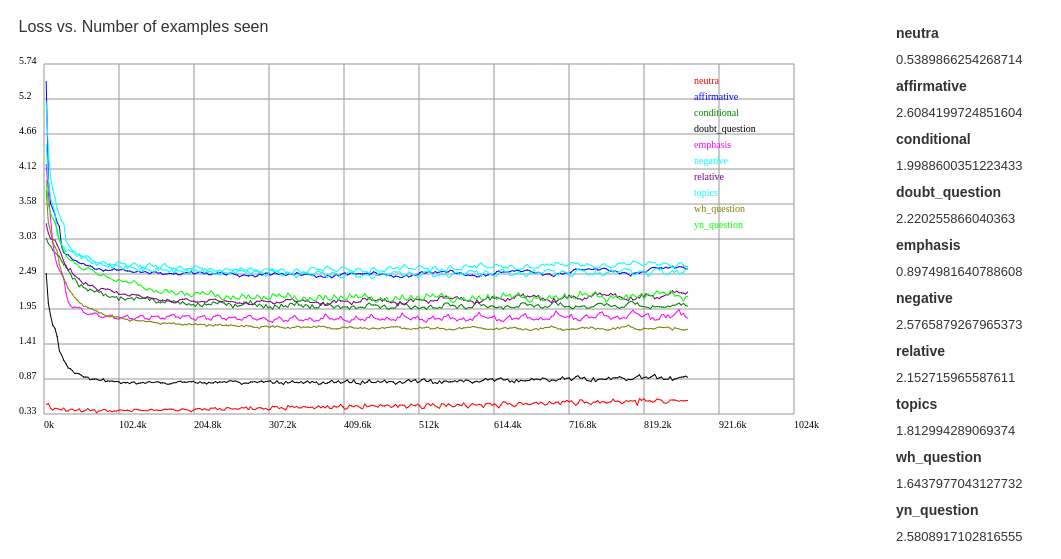 Loss vs. Number of examples seen
5.74
5.2
4.66
4.12
3.58
3.03
2.49
1.95
1.41
0.87
0.33
0k
102.4k
204.8k
307.2k
409.6k
512k
614.4k
716.8k
819.2k
921.6k
1024k
neutra
affirmative
conditional
doubt_question
emphasis
negative
relative
topics
wh_question
yn_question
neutra
0.5389866254268714
affirmative
2.6084199724851604
conditional
1.9988600351223433
doubt_question
2.220255866040363
emphasis
0.8974981640788608
negative
2.5765879267965373
relative
2.152715965587611
topics
1.812994289069374
wh_question
1.6437977043127732
yn_question
2.5808917102816555